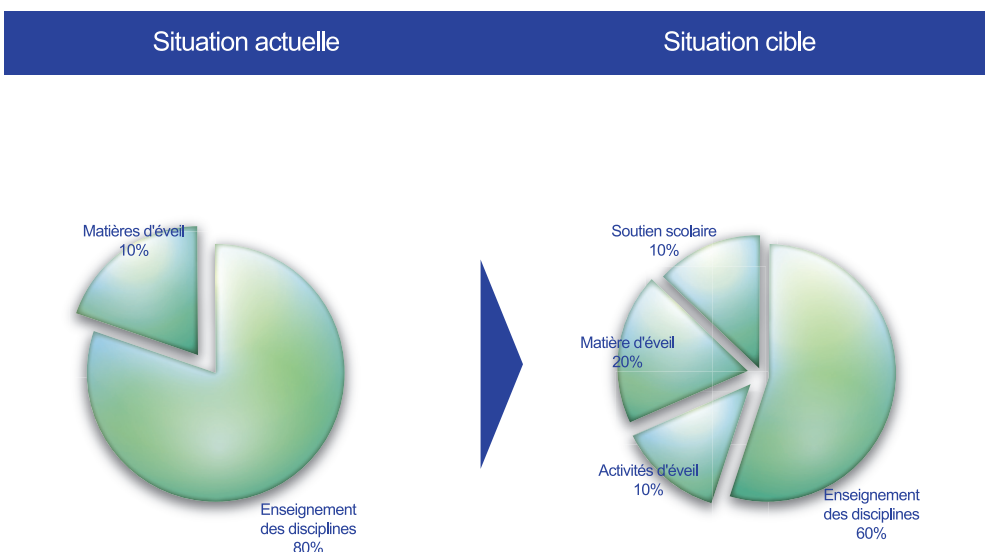 Situation actuelle
Situation cible
Matières d'éveil
10%
Enseignement
des disciplines
80%
Soutien scolaire
10%
Matière d'éveil
20%
Activités d'éveil
10%
Enseignement
des disciplines
60%